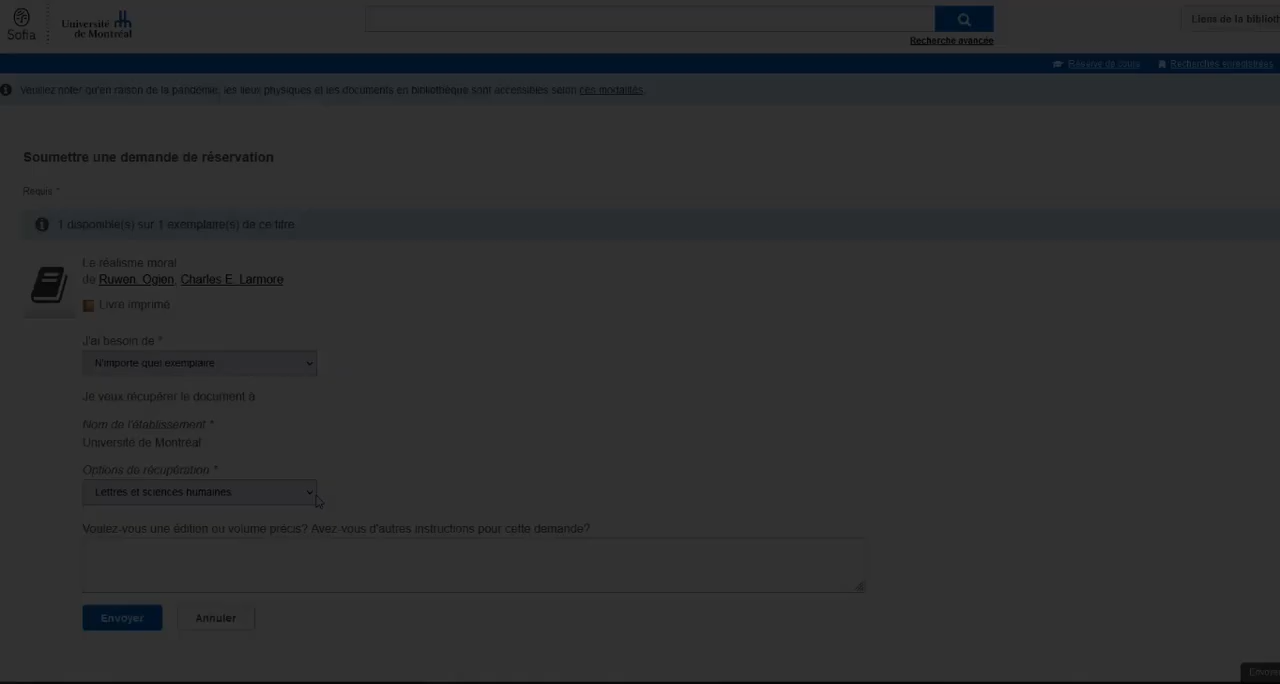 Sofia
Université
de Montréal
Recherche avancée
Liens de la biblioth
Réserve de cours
Recherches enregistrées
Veuillez noter qu'en raison de la pandémie, les lieux physiques et les documents en bibliothèque sont accessibles selon ces modalités.
Soumettre une demande de réservation
Requis *
1 disponible(s) sur 1 exemplaire(s) de ce titre
Le réalisme moral
de Ruwen. Ogien, Charles E. Larmore
Livre imprimé
J'ai besoin de *
N'importe quel exemplaire
Je veux récupérer le document à
Nom de l'établissement *
Université de Montréal
Options de récupération *
Lettres et sciences humaines
Voulez-vous une édition ou volume précis? Avez-vous d'autres instructions pour cette demande?
Envoyer
Annuler